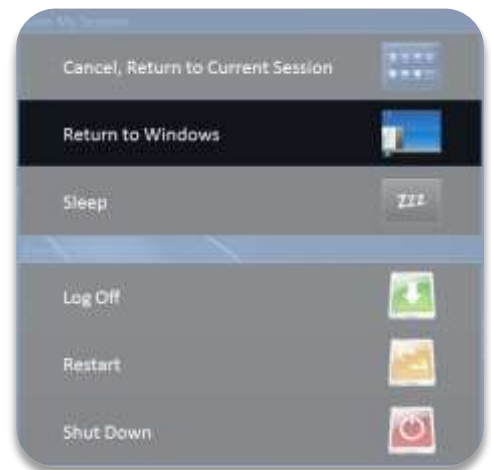 Cancel, Return to Current Session
Return to Windows
Sleep
zzz
Log Off
Restart
Shut Down